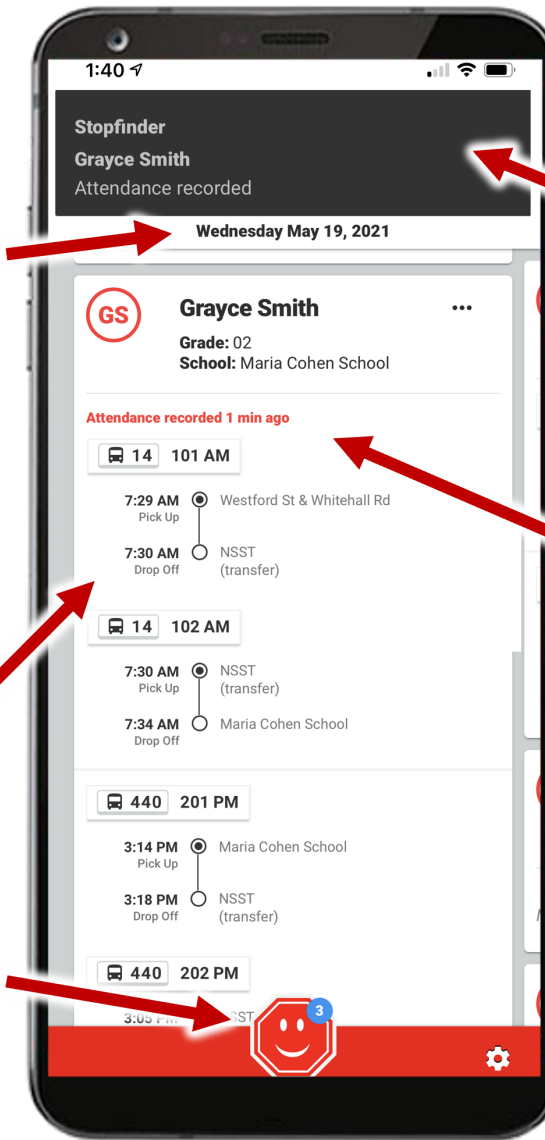 1:40
Stopfinder
Grayce Smith
Attendance recorded
Wednesday May 19, 2021
GS
Grayce Smith
Grade: 02
School: Maria Cohen School
Attendance recorded 1 min ago
14 101 AM
7:29 AM Westford St & Whitehall Rd
Pick Up
7:30 AM NSST
Drop Off (transfer)
14 102 AM
7:30 AM NSST
Pick Up (transfer)
7:34 AM Maria Cohen School
Drop Off
440 201 PM
3:14 PM Maria Cohen School
Pick Up
3:18 PM NSST
Drop Off (transfer)
440 202 PM
3:05
3